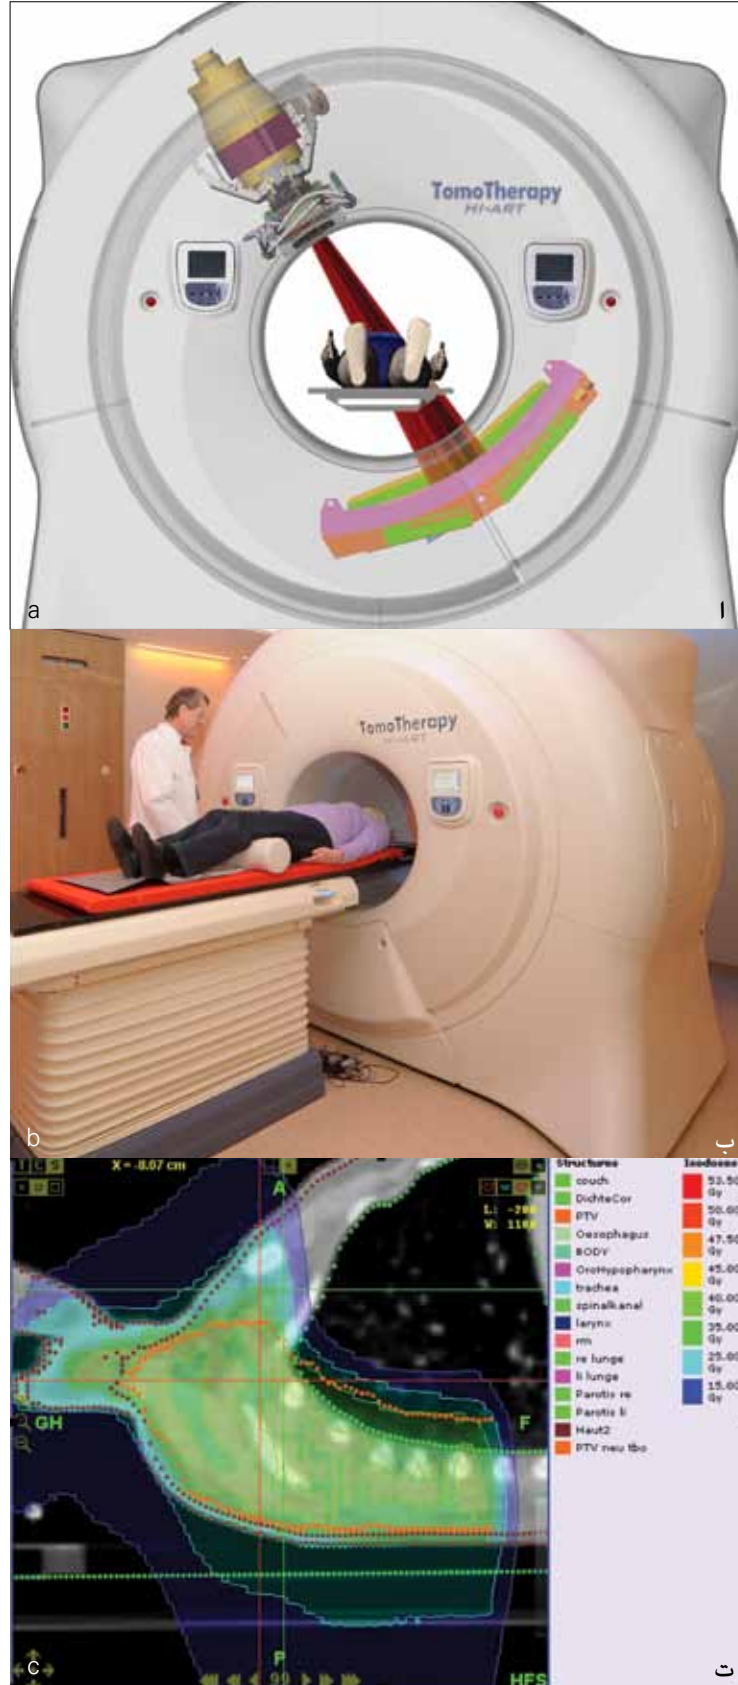 TomoTherapy
HI-ART
a
ا
TomoTherapy
HI-ART
b
ب
T C S
X = -8.07 cm
A
L: -200
W: 1100
GH
F
P
99
HFS
c
ت
Structures
couch
DichteCor
PTV
Oesophagus
BODY
OroHypopharynx
trachea
spinalkanal
larynx
rm
re lunge
li lunge
Parotis re
Parotis li
Haut2
PTV neu tbo
Isodoses
53.50
Gy
50.00
Gy
47.50
Gy
45.00
Gy
40.00
Gy
35.00
Gy
25.00
Gy
15.00
Gy